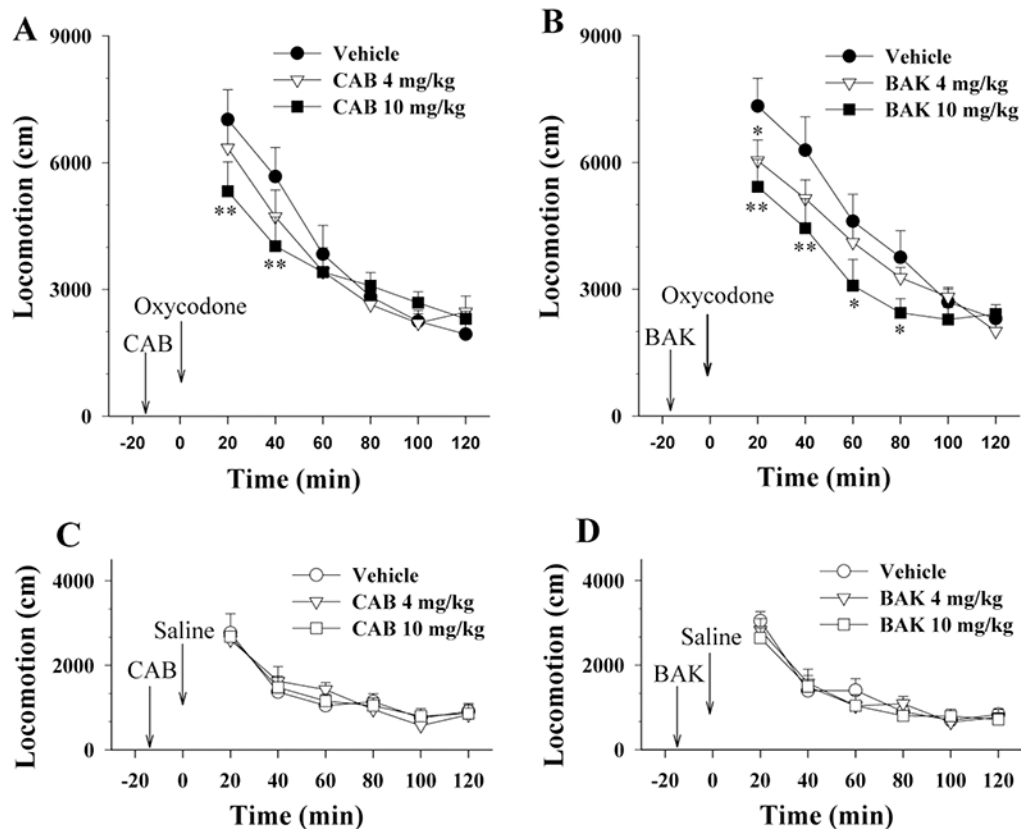 A
9000
Vehicle
CAB 4 mg/kg
CAB 10 mg/kg
6000
Locomotion (cm)
**
**
3000
Oxycodone
CAB
0
-20 0 20 40 60 80 100 120
Time (min)
B
9000
Vehicle
BAK 4 mg/kg
BAK 10 mg/kg
*
6000
Locomotion (cm)
**
**
3000
Oxycodone
*
*
BAK
0
-20 0 20 40 60 80 100 120
Time (min)
C
4000
Vehicle
CAB 4 mg/kg
CAB 10 mg/kg
Locomotion (cm)
Saline
2000
CAB
0
-20 0 20 40 60 80 100 120
Time (min)
D
4000
Vehicle
BAK 4 mg/kg
BAK 10 mg/kg
Locomotion (cm)
Saline
2000
BAK
0
-20 0 20 40 60 80 100 120
Time (min)